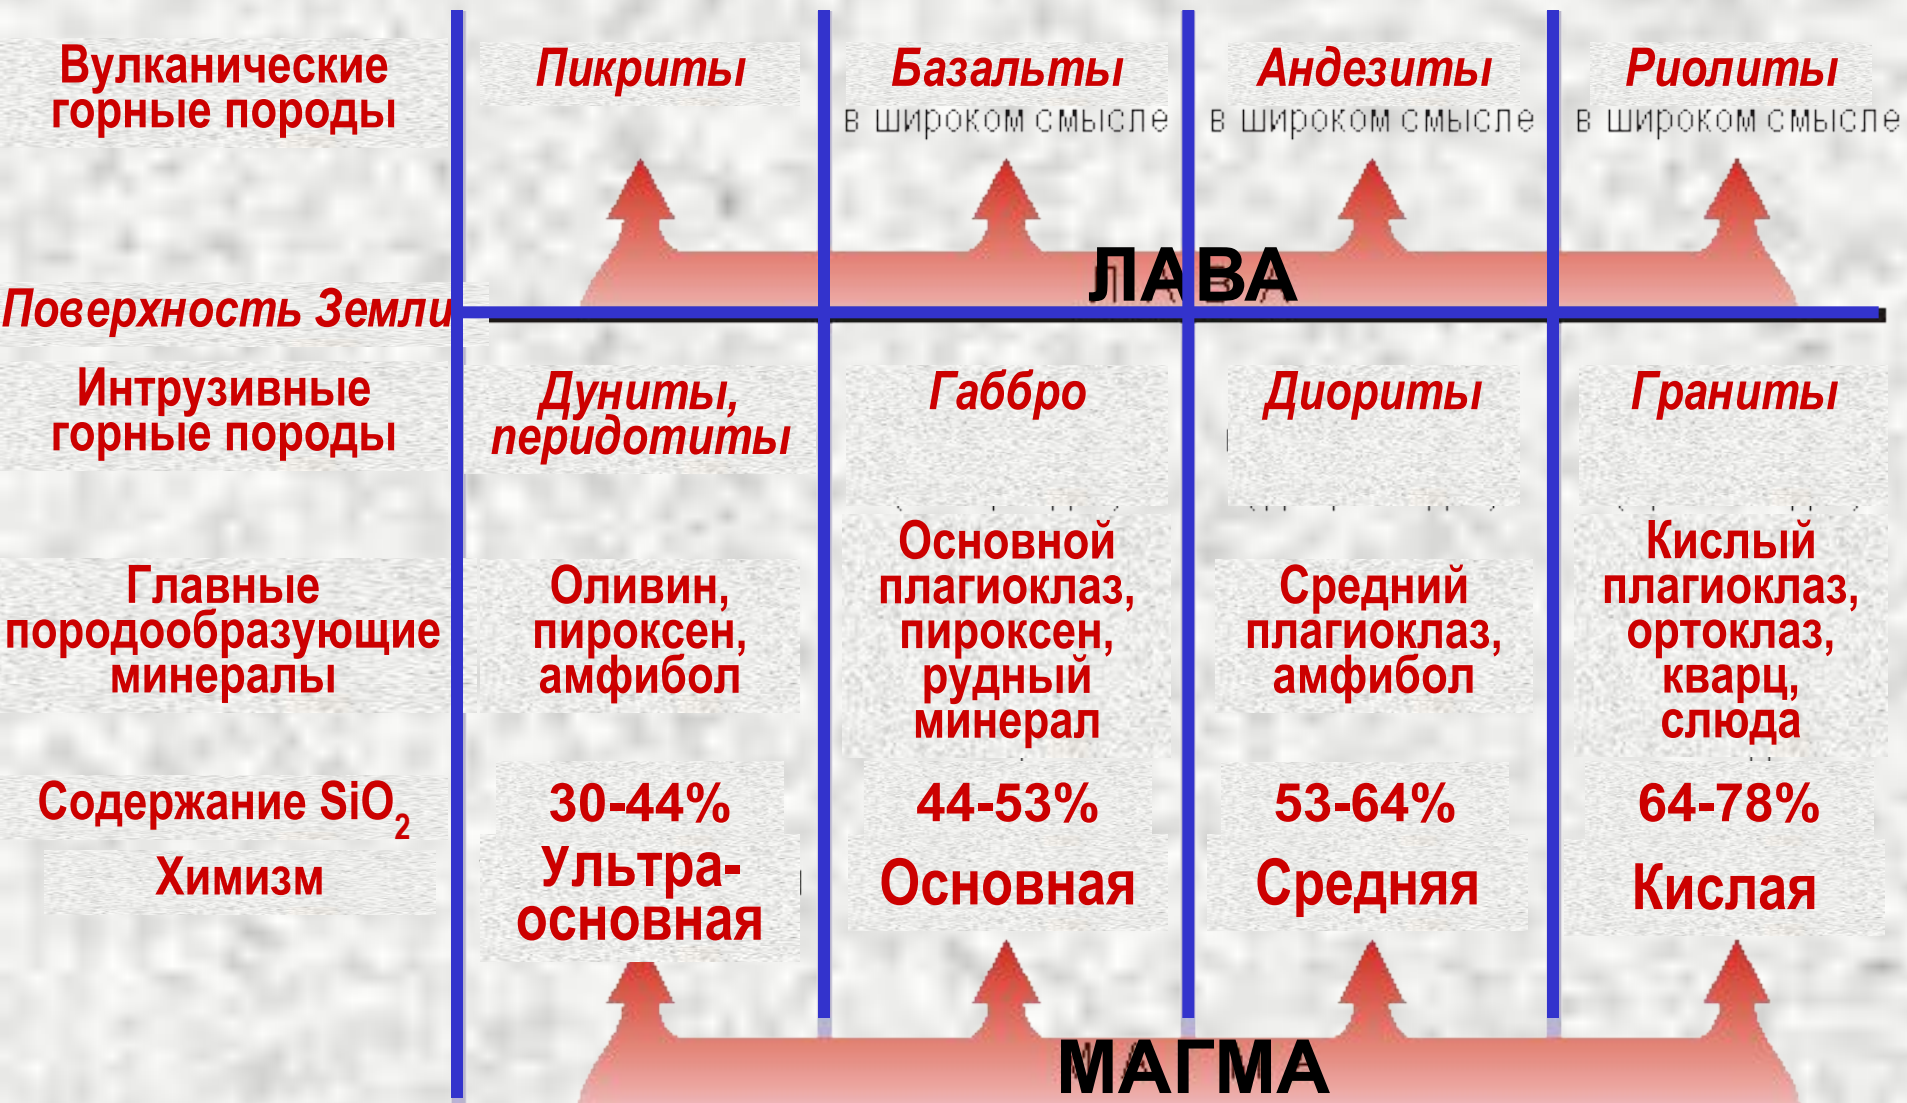 Вулканические
горные породы
Пикриты
Базальты
в широком смысле
Андезиты
в широком смысле
Риолиты
в широком смысле
ЛАВА
Поверхность Земли
Интрузивные
горные породы
Дуниты,
перидотиты
Габбро
Диориты
Граниты
Главные
породообразующие
минералы
Оливин,
пироксен,
амфибол
Основной
плагиоклаз,
пироксен,
рудный
минерал
Средний
плагиоклаз,
амфибол
Кислый
плагиоклаз,
ортоклаз,
кварц,
слюда
Содержание SiO₂
30-44%
44-53%
53-64%
64-78%
Химизм
Ультра-
основная
Основная
Средняя
Кислая
МАГМА